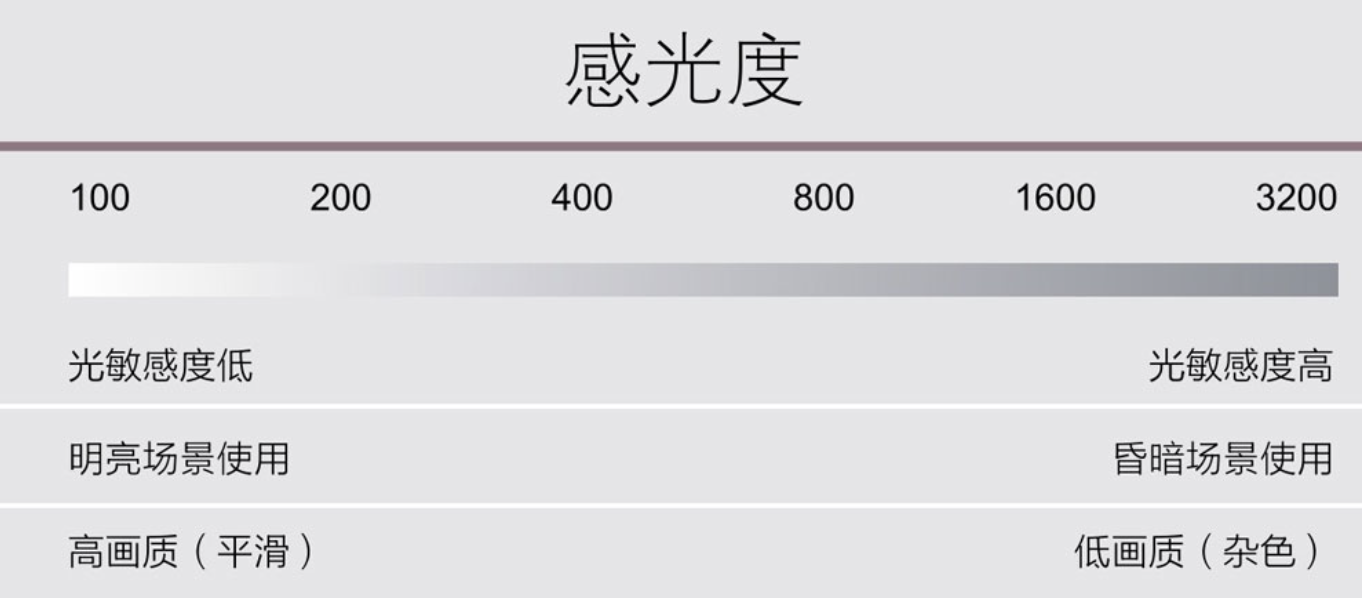 感光度
100 200 400 800 1600 3200
光敏感度低 光敏感度高
明亮场景使用 昏暗场景使用
高画质（平滑） 低画质（杂色）